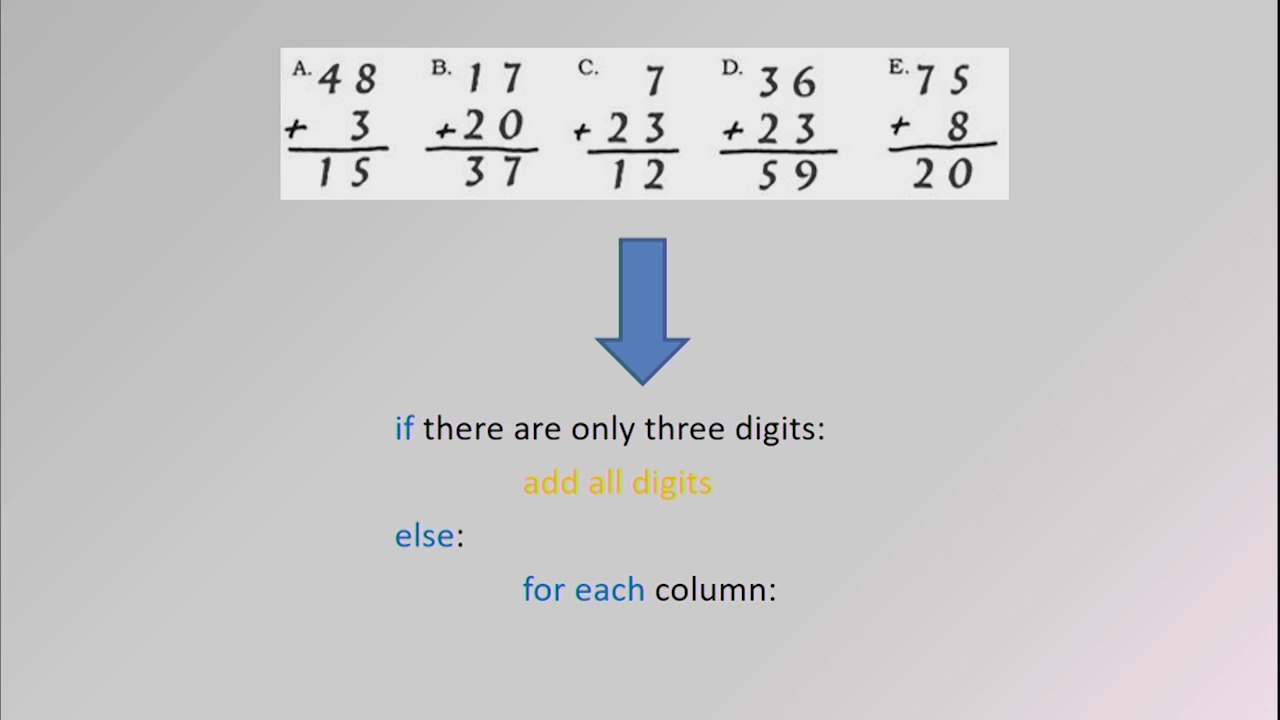 A. 48 B. 17 C. 7 D. 36 E. 75
+ 3 +20 +23 +23 + 8
15 37 12 59 20
if there are only three digits:
add all digits
else:
for each column: